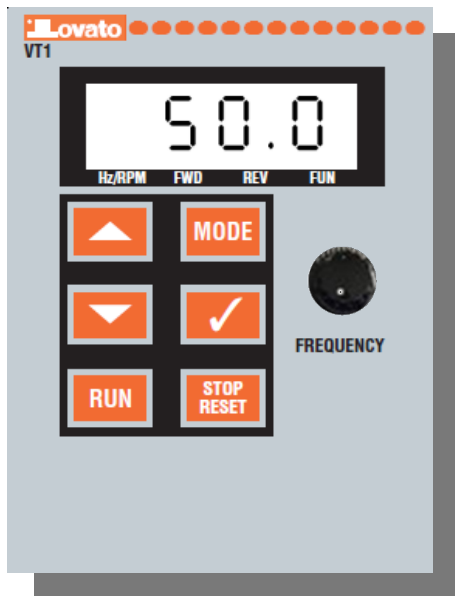 Lovato
VT1
50.0
Hz/RPM FWD REV FUN
MODE
✓
FREQUENCY
RUN STOP RESET